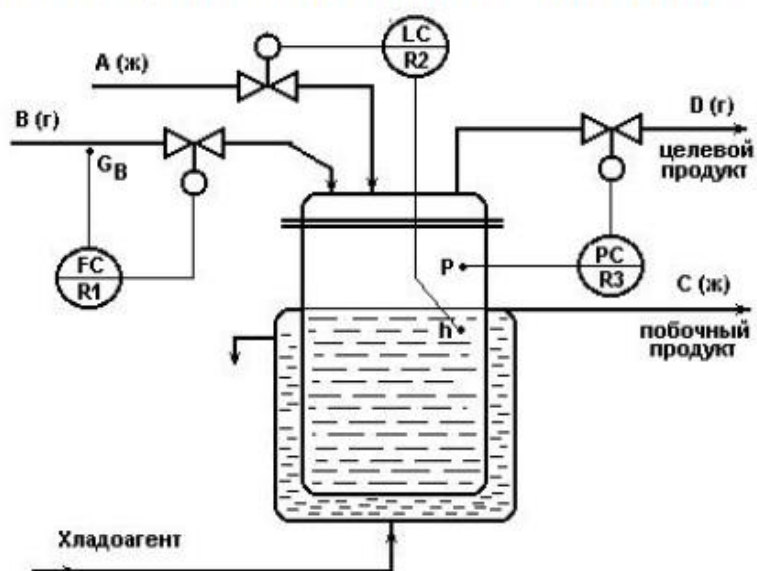 LC
R2
A (ж)
B (г)
D (г)
целевой
продукт
G B
FC
R1
P
PC
R3
C (ж)
h
побочный
продукт
Хладоагент